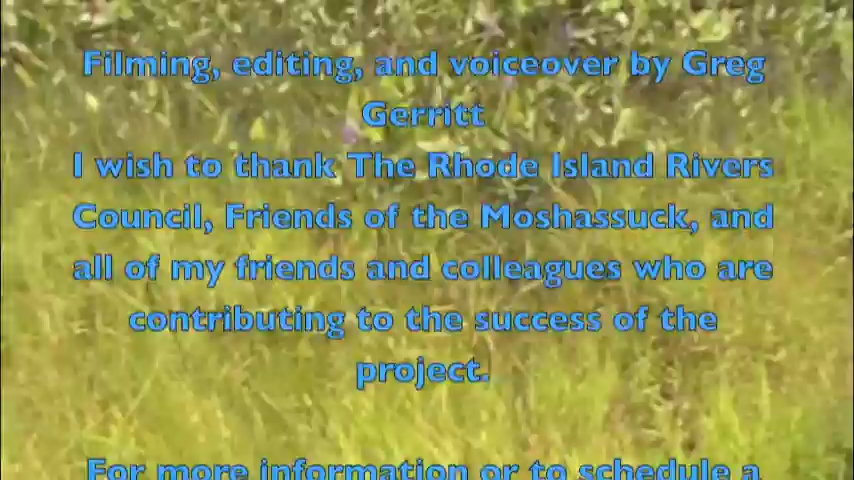 Filming, editing, and voiceover by Greg
Gerritt
I wish to thank The Rhode Island Rivers
Council, Friends of the Moshassuck, and
all of my friends and colleagues who are
contributing to the success of the
project.
For more information or to schedule a